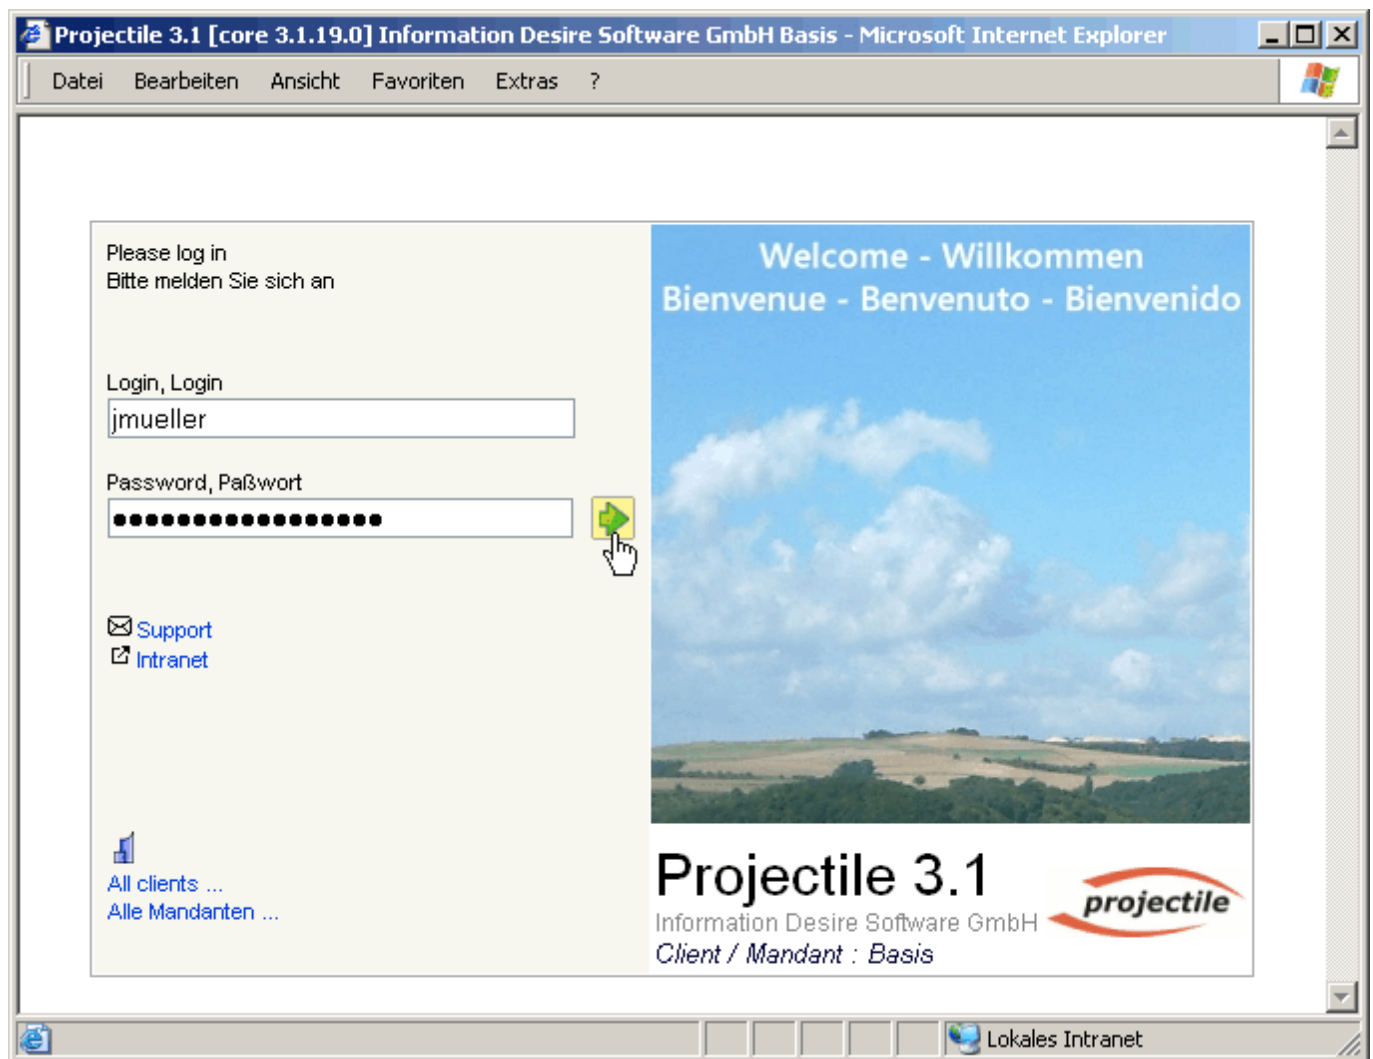 Projectile 3.1 [core 3.1.19.0] Information Desire Software GmbH Basis - Microsoft Internet Explorer
Datei Bearbeiten Ansicht Favoriten Extras ?
Please log in
Bitte melden Sie sich an
Login, Login
jmueller
Password, Paßwort
•••••••••••••••••
Support
Intranet
All clients ...
Alle Mandanten ...
Welcome - Willkommen
Bienvenue - Benvenuto - Bienvenido
Projectile 3.1
Information Desire Software GmbH
Client / Mandant : Basis
projectile
Lokales Intranet